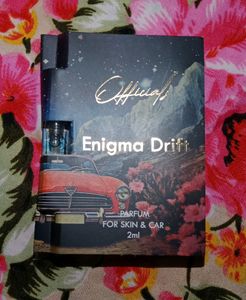 Official
Enigma Drift
PARFUM
FOR SKIN & CAR
2ml